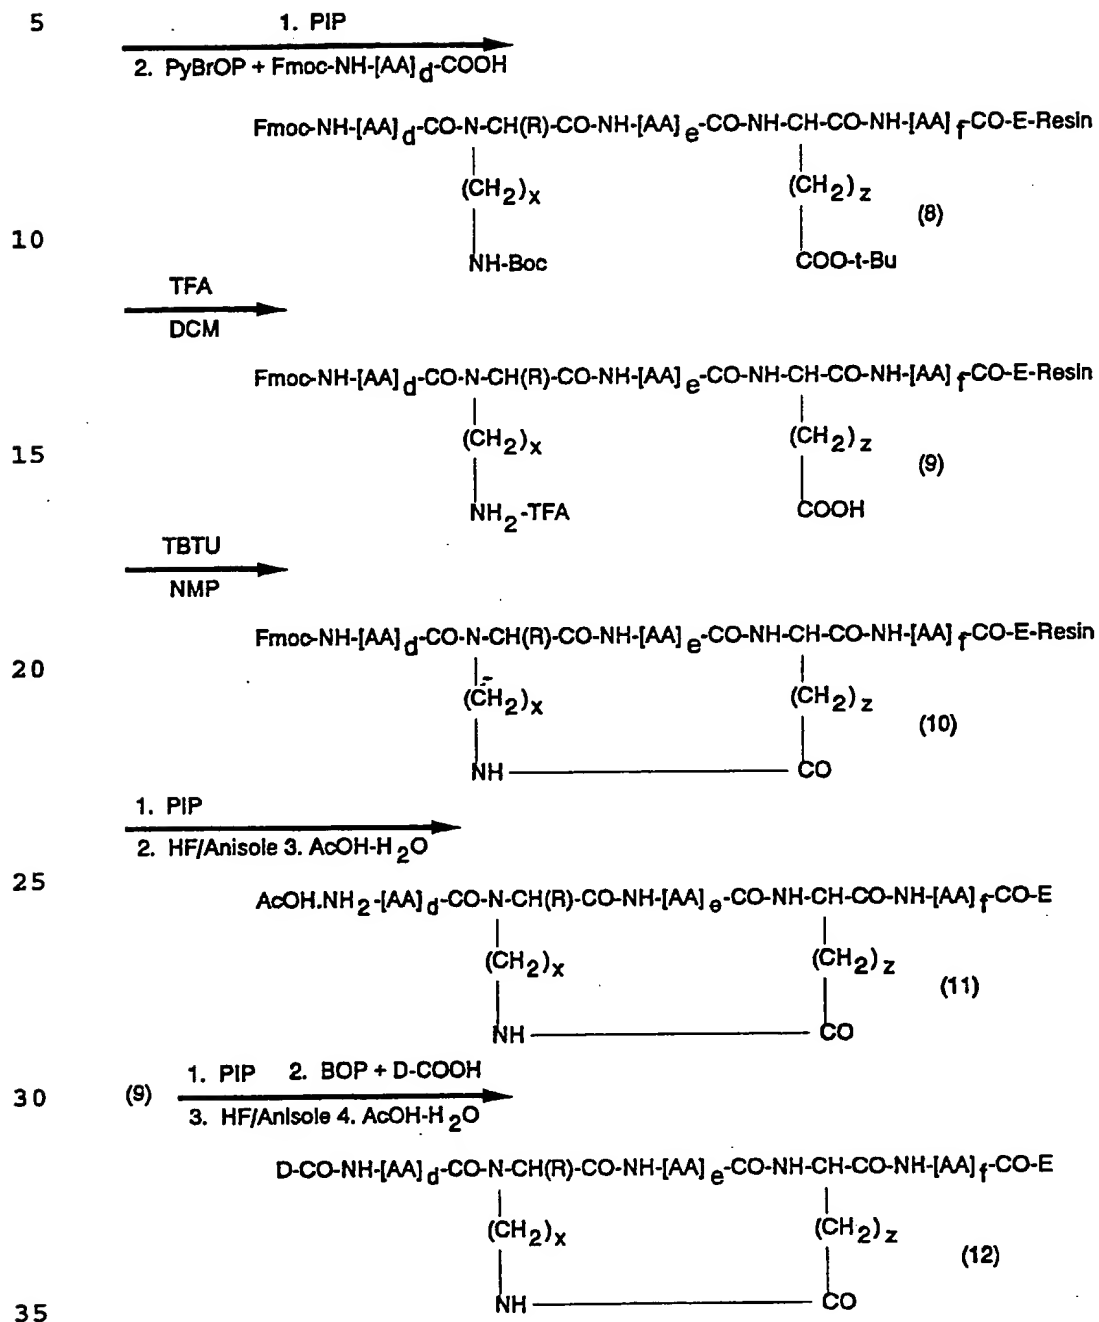 5
1. PIP
2. PyBrOP + Fmoc-NH-[AA]d-COOH
Fmoc-NH-[AA]d-CO-N-CH(R)-CO-NH-[AA]e-CO-NH-CH-CO-NH-[AA]f-CO-E-Resin
(CH2)x (CH2)z (8)
10
NH-Boc COO-t-Bu
TFA
DCM
Fmoc-NH-[AA]d-CO-N-CH(R)-CO-NH-[AA]e-CO-NH-CH-CO-NH-[AA]f-CO-E-Resin
15 (CH2)x (CH2)z (9)
NH2-TFA COOH
TBTU
NMP
Fmoc-NH-[AA]d-CO-N-CH(R)-CO-NH-[AA]e-CO-NH-CH-CO-NH-[AA]f-CO-E-Resin
20
(CH2)x (CH2)z (10)
NH CO
1. PIP
2. HF/Anisole 3. AcOH-H2O
25
AcOH.NH2-[AA]d-CO-N-CH(R)-CO-NH-[AA]e-CO-NH-CH-CO-NH-[AA]f-CO-E
(CH2)x (CH2)z (11)
NH CO
1. PIP 2. BOP + D-COOH
30 (9)
3. HF/Anisole 4. AcOH-H2O
D-CO-NH-[AA]d-CO-N-CH(R)-CO-NH-[AA]e-CO-NH-CH-CO-NH-[AA]f-CO-E
(CH2)x (CH2)z (12)
NH CO
35